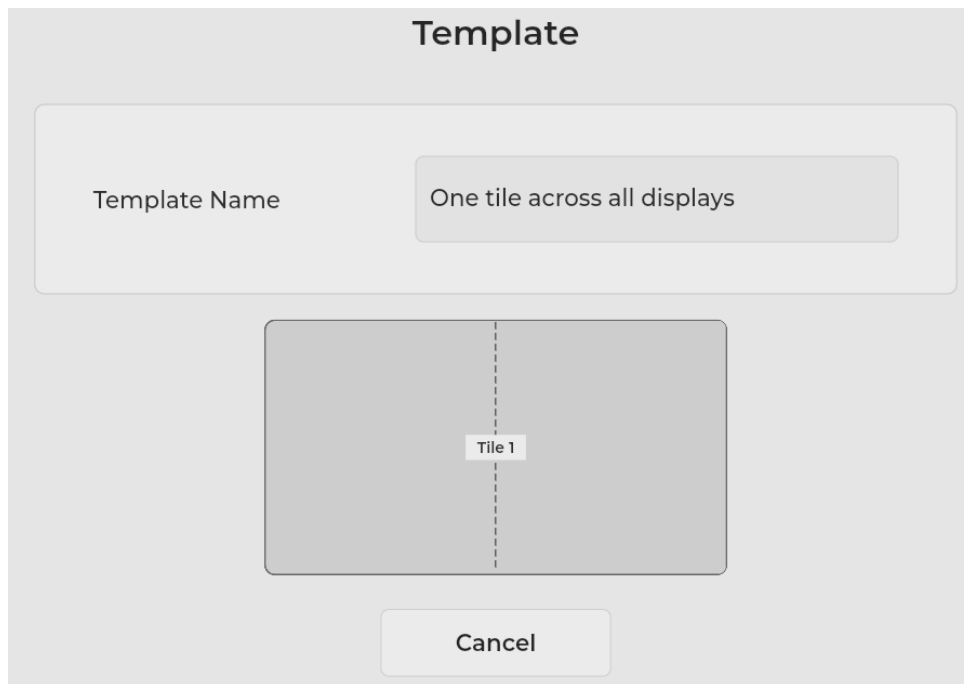 Template
Template Name
One tile across all displays
Tile 1
Cancel